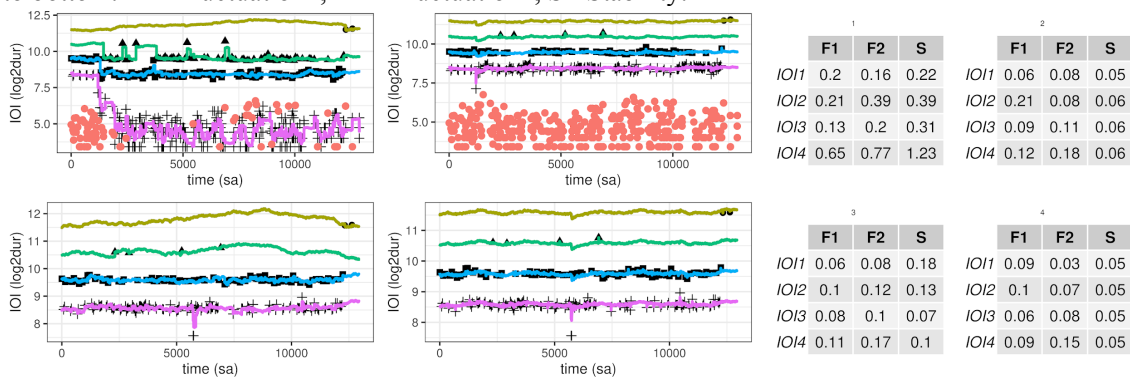 IOI (log2dur)
12.5
10.0
7.5
5.0
0
5000
10000
time (sa)
IOI (log2dur)
10.0
7.5
5.0
0
5000
10000
time (sa)
1
F1 F2 S
IOI1 0.2 0.16 0.22
IOI2 0.21 0.39 0.39
IOI3 0.13 0.2 0.31
IOI4 0.65 0.77 1.23
2
F1 F2 S
IOI1 0.06 0.08 0.05
IOI2 0.21 0.08 0.06
IOI3 0.09 0.11 0.06
IOI4 0.12 0.18 0.06
IOI (log2dur)
12
11
10
9
8
0
5000
10000
time (sa)
IOI (log2dur)
11
10
9
8
0
5000
10000
time (sa)
3
F1 F2 S
IOI1 0.06 0.08 0.18
IOI2 0.1 0.12 0.13
IOI3 0.08 0.1 0.07
IOI4 0.11 0.17 0.1
4
F1 F2 S
IOI1 0.09 0.03 0.05
IOI2 0.1 0.07 0.05
IOI3 0.06 0.08 0.05
IOI4 0.09 0.15 0.05